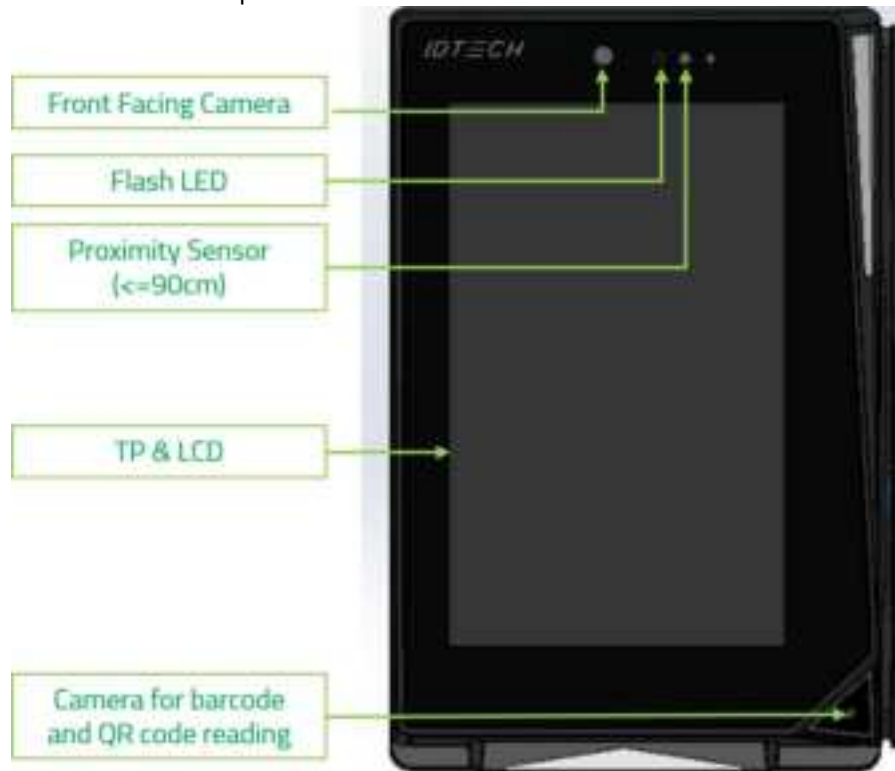 IDTECH
Front Facing Camera
Flash LED
Proximity Sensor
(<=90cm)
TP & LCD
Camera for barcode
and QR code reading